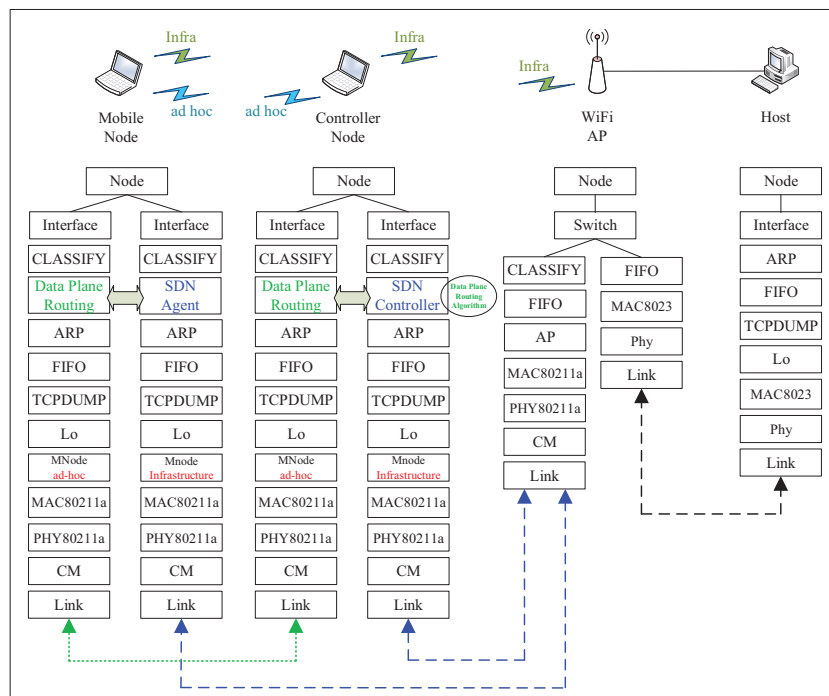 Infra
ad hoc
Mobile
Node
Infra
ad hoc
Controller
Node
Infra
WiFi
AP
Host
Node
Interface
CLASSIFY
Data Plane
Routing
ARP
FIFO
TCPDUMP
Lo
MNode
ad-hoc
MAC80211a
PHY80211a
CM
Link
Interface
CLASSIFY
SDN
Agent
ARP
FIFO
TCPDUMP
Lo
Mnode
Infrastructure
MAC80211a
PHY80211a
CM
Link
Node
Interface
CLASSIFY
Data Plane
Routing
ARP
FIFO
TCPDUMP
Lo
MNode
ad-hoc
MAC80211a
PHY80211a
CM
Link
Interface
CLASSIFY
SDN
Controller
Data Plane
Routing
Algorithm
ARP
FIFO
TCPDUMP
Lo
Mnode
Infrastructure
MAC80211a
PHY80211a
CM
Link
Node
Switch
CLASSIFY
FIFO
AP
MAC80211a
PHY80211a
CM
Link
FIFO
MAC8023
Phy
Link
Node
Interface
ARP
FIFO
TCPDUMP
Lo
MAC8023
Phy
Link